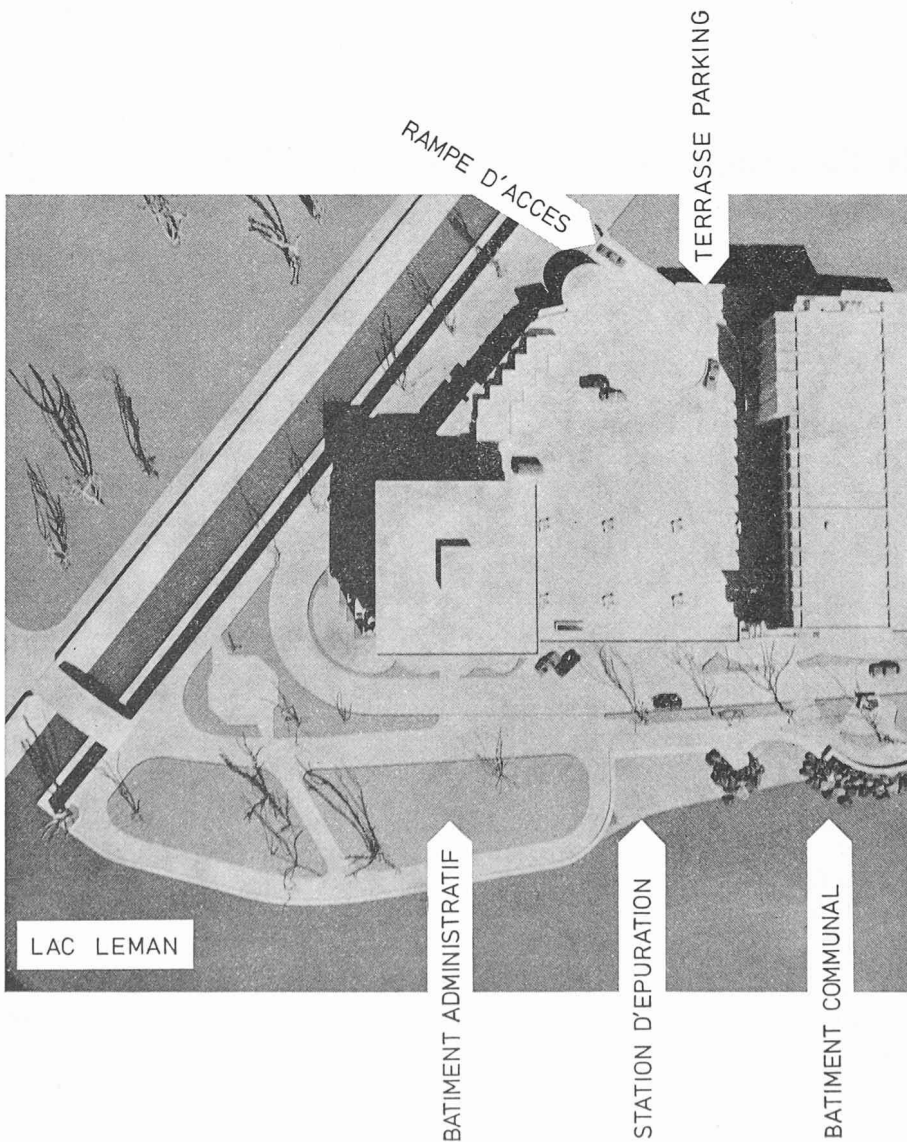 RAMPE D'ACCES
TERRASSE PARKING
LAC LEMAN
BATIMENT ADMINISTRATIF
STATION D'EPURATION
BATIMENT COMMUNAL